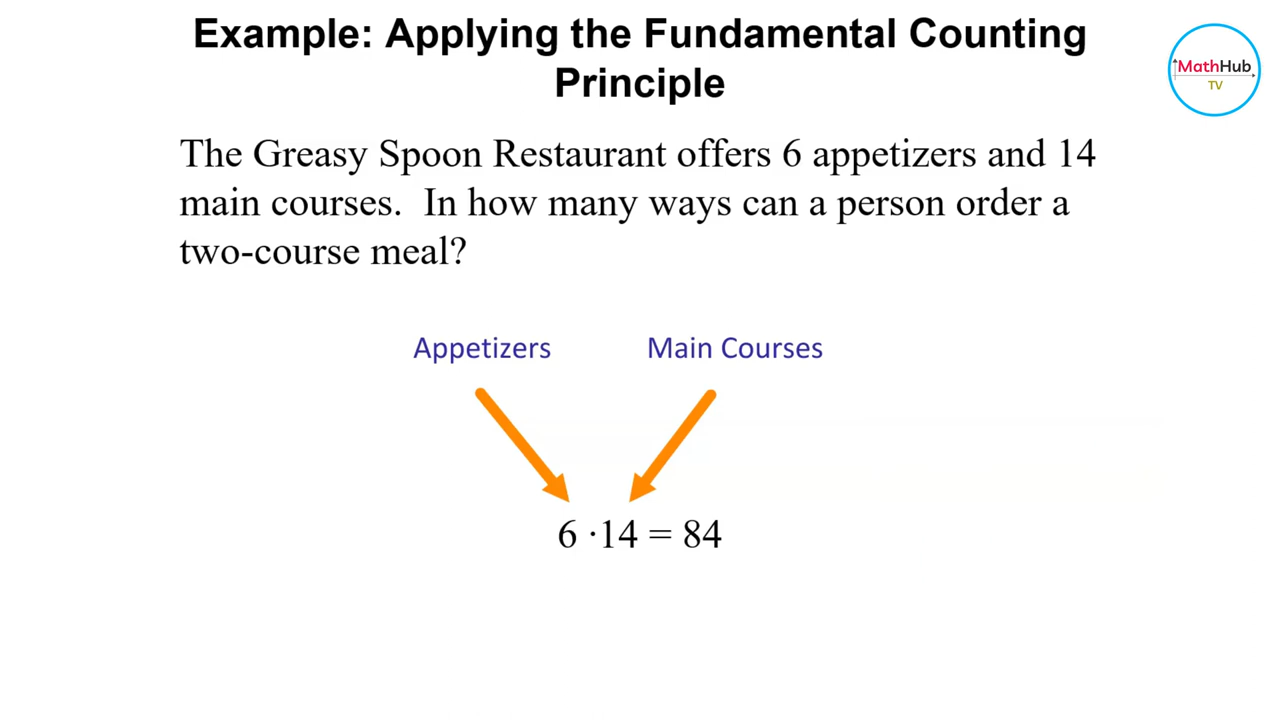 Example: Applying the Fundamental Counting
Principle
MathHub
TV
The Greasy Spoon Restaurant offers 6 appetizers and 14
main courses.  In how many ways can a person order a
two-course meal?
Appetizers
Main Courses
6 ·14 = 84